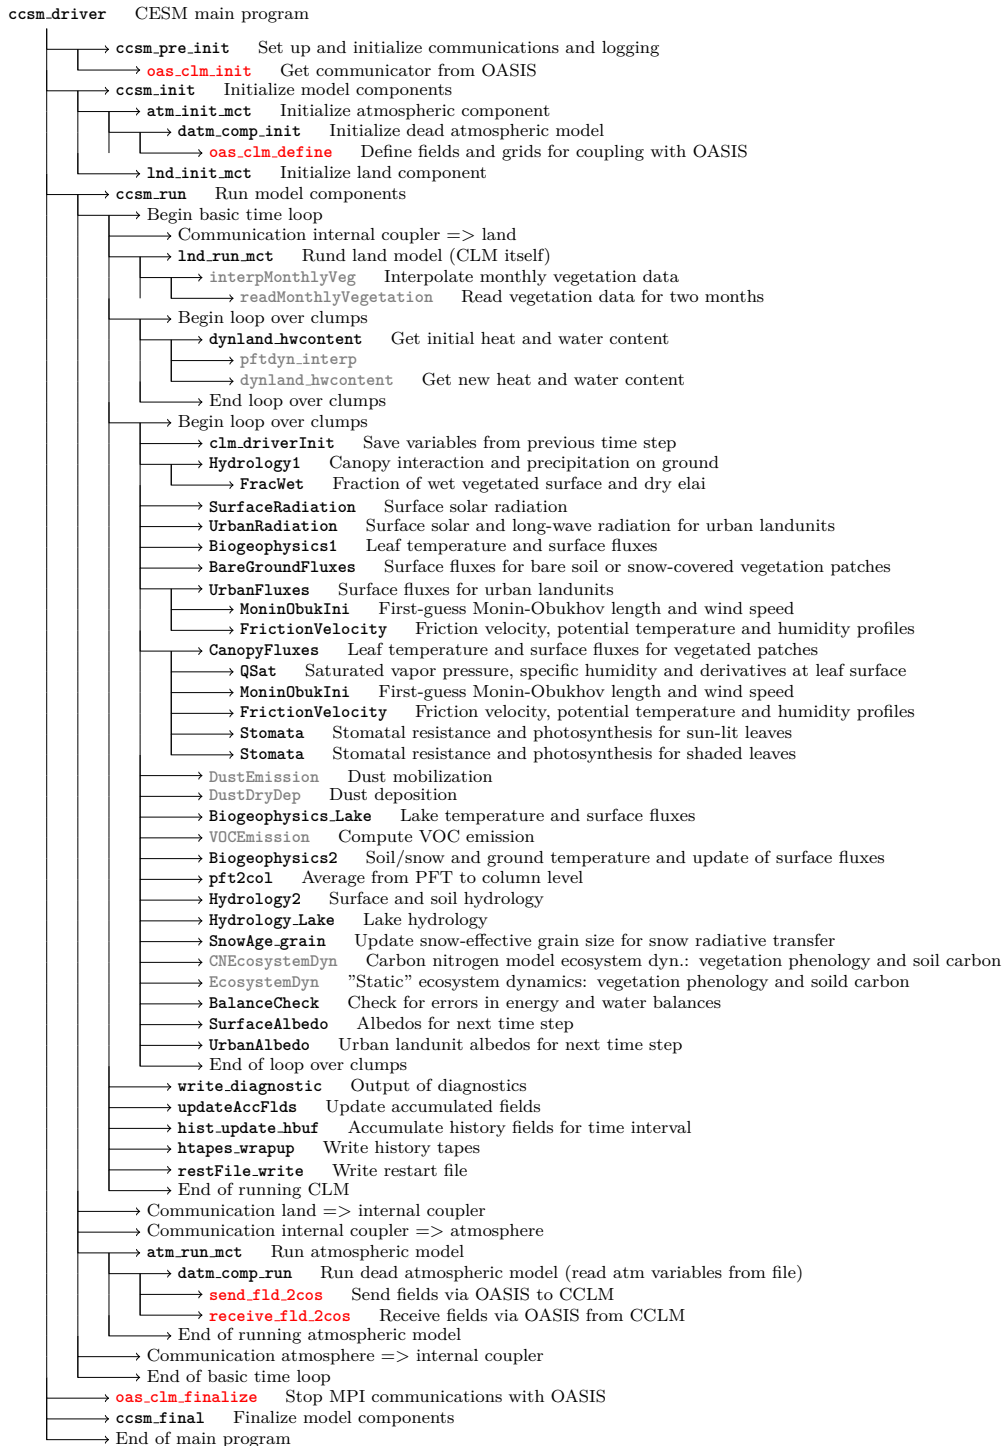 ccsm_driver CESM main program
ccsm_pre_init Set up and initialize communications and logging
oas_clm_init Get communicator from OASIS
ccsm_init Initialize model components
atm_init_mct Initialize atmospheric component
datm_comp_init Initialize dead atmospheric model
oas_clm_define Define fields and grids for coupling with OASIS
lnd_init_mct Initialize land component
ccsm_run Run model components
Begin basic time loop
Communication internal coupler => land
lnd_run_mct Rund land model (CLM itself)
interpMonthlyVeg Interpolate monthly vegetation data
readMonthlyVegetation Read vegetation data for two months
Begin loop over clumps
dynland_hwcontent Get initial heat and water content
pftdyn_interp
dynland_hwcontent Get new heat and water content
End loop over clumps
Begin loop over clumps
clm_driverInit Save variables from previous time step
Hydrology1 Canopy interaction and precipitation on ground
FracWet Fraction of wet vegetated surface and dry elai
SurfaceRadiation Surface solar radiation
UrbanRadiation Surface solar and long-wave radiation for urban landunits
Biogeophysics1 Leaf temperature and surface fluxes
BareGroundFluxes Surface fluxes for bare soil or snow-covered vegetation patches
UrbanFluxes Surface fluxes for urban landunits
MoninObukIni First-guess Monin-Obukhov length and wind speed
FrictionVelocity Friction velocity, potential temperature and humidity profiles
CanopyFluxes Leaf temperature and surface fluxes for vegetated patches
QSat Saturated vapor pressure, specific humidity and derivatives at leaf surface
MoninObukIni First-guess Monin-Obukhov length and wind speed
FrictionVelocity Friction velocity, potential temperature and humidity profiles
Stomata Stomatal resistance and photosynthesis for sun-lit leaves
Stomata Stomatal resistance and photosynthesis for shaded leaves
DustEmission Dust mobilization
DustDryDep Dust deposition
Biogeophysics_Lake Lake temperature and surface fluxes
VOCEmission Compute VOC emission
Biogeophysics2 Soil/snow and ground temperature and update of surface fluxes
pft2col Average from PFT to column level
Hydrology2 Surface and soil hydrology
Hydrology_Lake Lake hydrology
SnowAge_grain Update snow-effective grain size for snow radiative transfer
CNEcosystemDyn Carbon nitrogen model ecosystem dyn.: vegetation phenology and soil carbon
EcosystemDyn "Static" ecosystem dynamics: vegetation phenology and soild carbon
BalanceCheck Check for errors in energy and water balances
SurfaceAlbedo Albedos for next time step
UrbanAlbedo Urban landunit albedos for next time step
End of loop over clumps
write_diagnostic Output of diagnostics
updateAccFlds Update accumulated fields
hist_update_hbuf Accumulate history fields for time interval
htapes_wrapup Write history tapes
restFile_write Write restart file
End of running CLM
Communication land => internal coupler
Communication internal coupler => atmosphere
atm_run_mct Run atmospheric model
datm_comp_run Run dead atmospheric model (read atm variables from file)
send_fld_2cos Send fields via OASIS to CCLM
receive_fld_2cos Receive fields via OASIS from CCLM
End of running atmospheric model
Communication atmosphere => internal coupler
End of basic time loop
oas_clm_finalize Stop MPI communications with OASIS
ccsm_final Finalize model components
End of main program